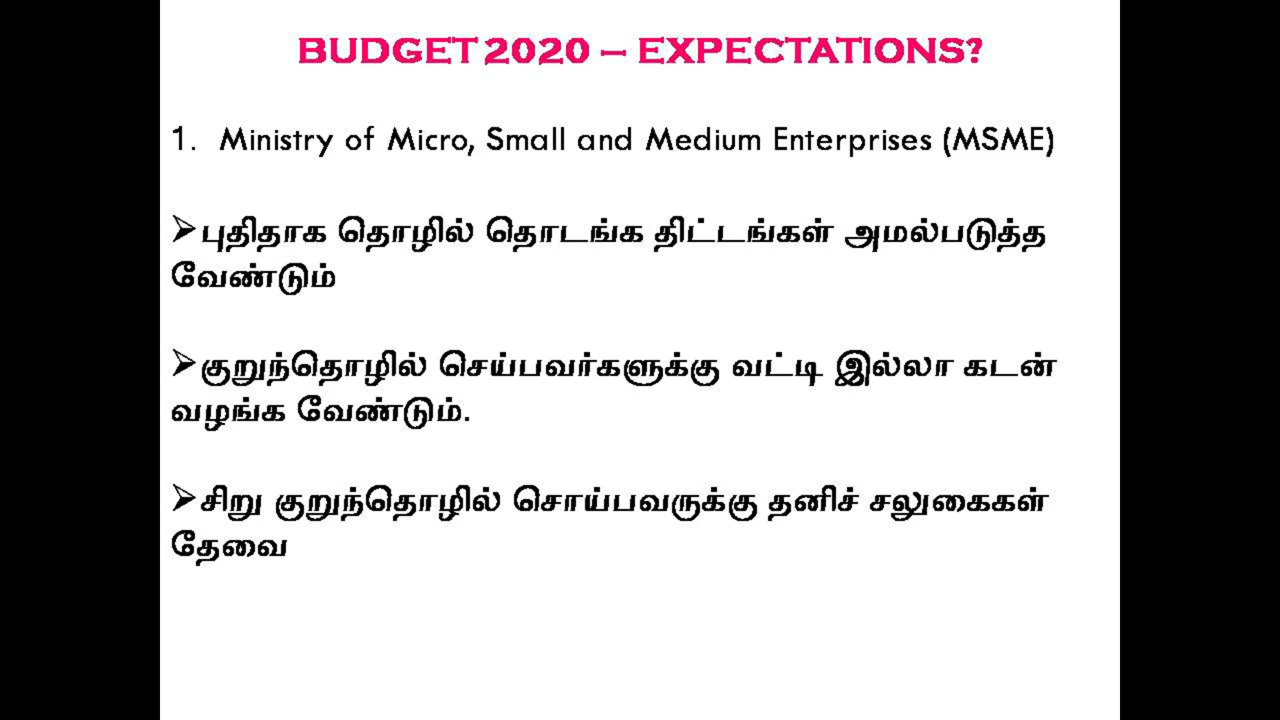 BUDGET 2020 – EXPECTATIONS?
1. Ministry of Micro, Small and Medium Enterprises (MSME)
➢புதிதாக தொழில் தொடங்க திட்டங்கள் அமல்படுத்த
வேண்டும்
➢குறுந்தொழில் செய்பவர்களுக்கு வட்டி இல்லா கடன்
வழங்க வேண்டும்.
➢சிறு குறுந்தொழில் சொய்பவருக்கு தனிச் சலுகைகள்
தேவை